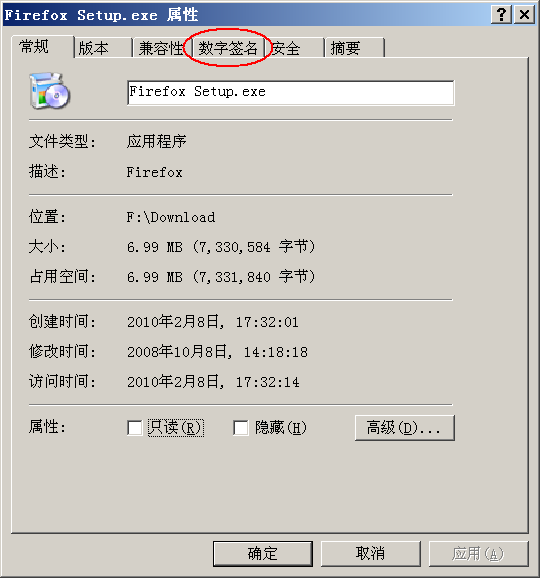 Firefox Setup.exe 属性
常规 版本 兼容性 数字签名 安全 摘要
Firefox Setup.exe
文件类型: 应用程序
描述: Firefox
位置: F:\Download
大小: 6.99 MB (7,330,584 字节)
占用空间: 6.99 MB (7,331,840 字节)
创建时间: 2010年2月8日, 17:32:01
修改时间: 2008年10月8日, 14:18:18
访问时间: 2010年2月8日, 17:32:14
属性: 只读(R) 隐藏(H) 高级(D)...
确定 取消 应用(A)